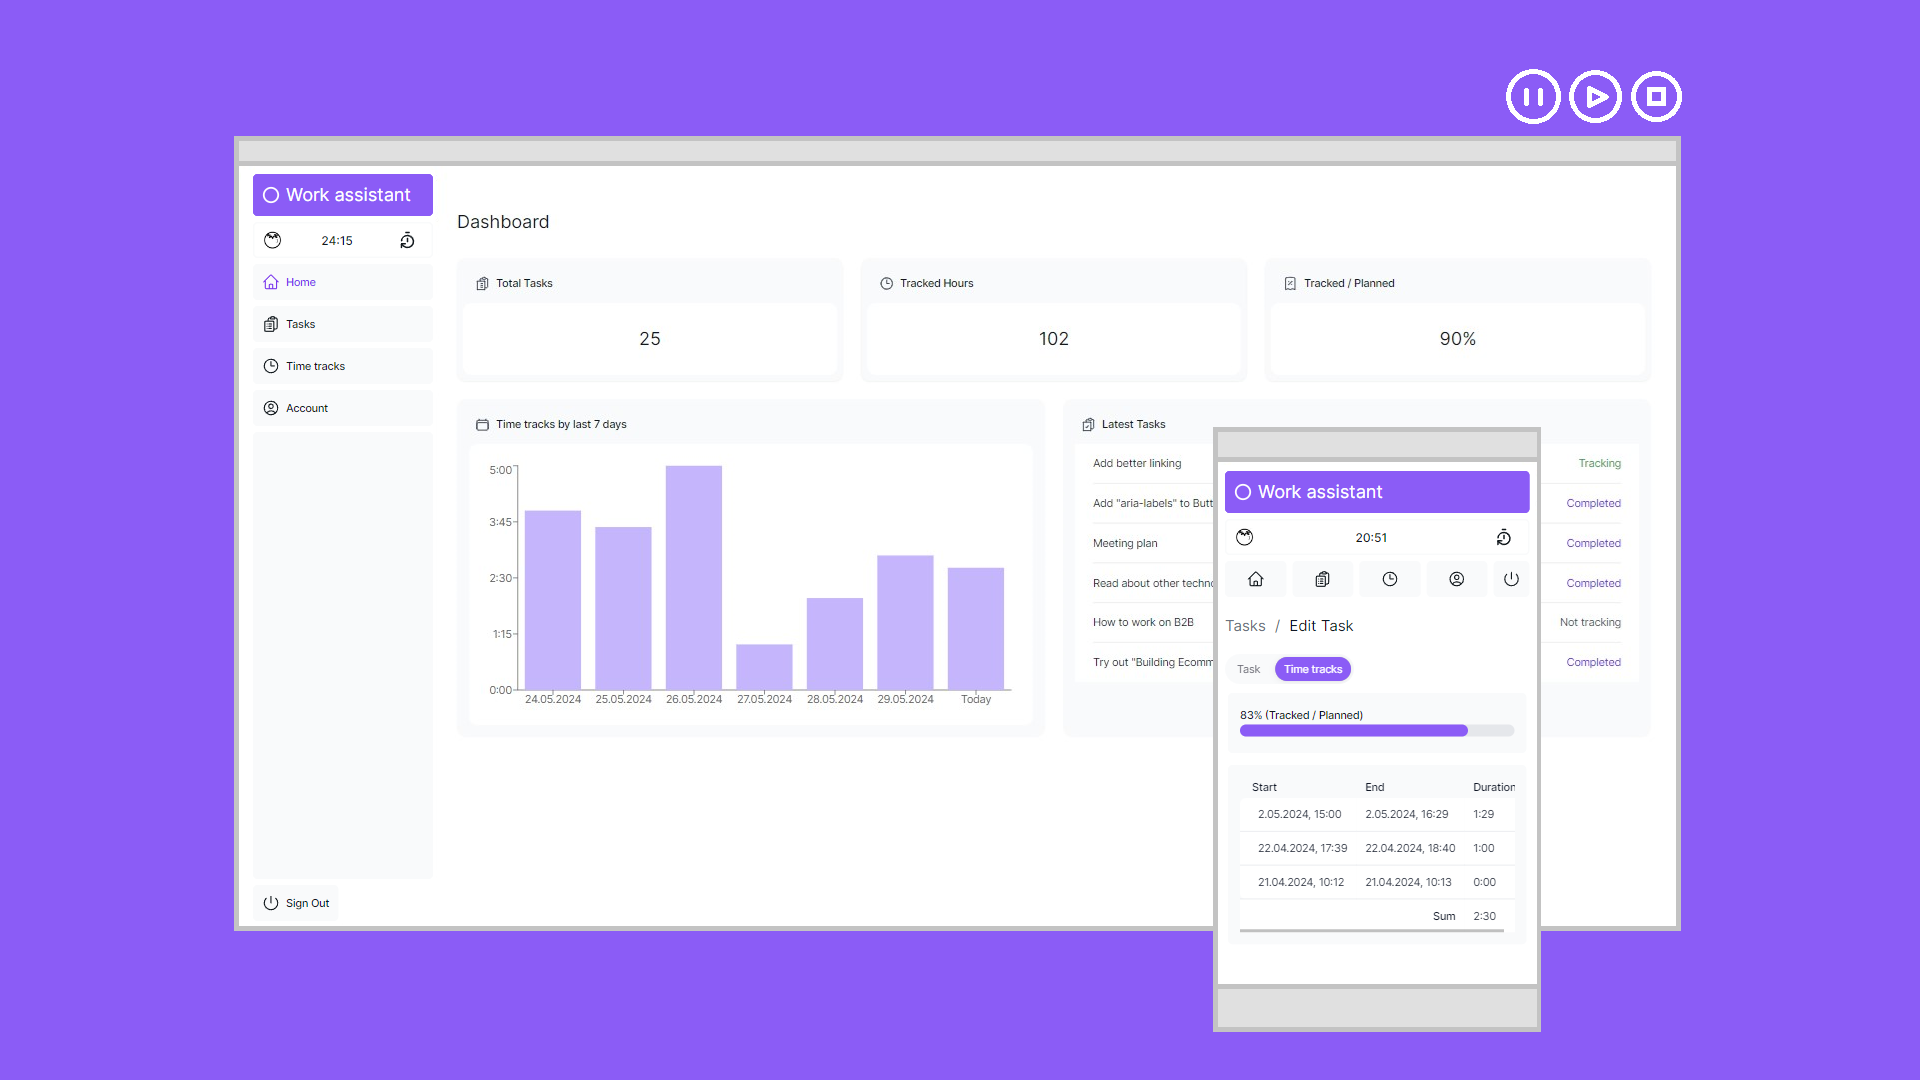 Work assistant
24:15
Home
Tasks
Time tracks
Account
Sign Out
Dashboard
Total Tasks
25
Tracked Hours
102
Tracked / Planned
90%
Time tracks by last 7 days
5:00
3:45
2:30
1:15
0:00
24.05.2024 25.05.2024 26.05.2024 27.05.2024 28.05.2024 29.05.2024 Today
Latest Tasks
Add better linking Tracking
Add "aria-labels" to Butt Completed
Meeting plan Completed
Read about other techno Completed
How to work on B2B Not tracking
Try out "Building Ecomm Completed
Work assistant
20:51
Tasks / Edit Task
Task Time tracks
83% (Tracked / Planned)
Start End Duration
2.05.2024, 15:00 2.05.2024, 16:29 1:29
22.04.2024, 17:39 22.04.2024, 18:40 1:00
21.04.2024, 10:12 21.04.2024, 10:13 0:00
Sum 2:30